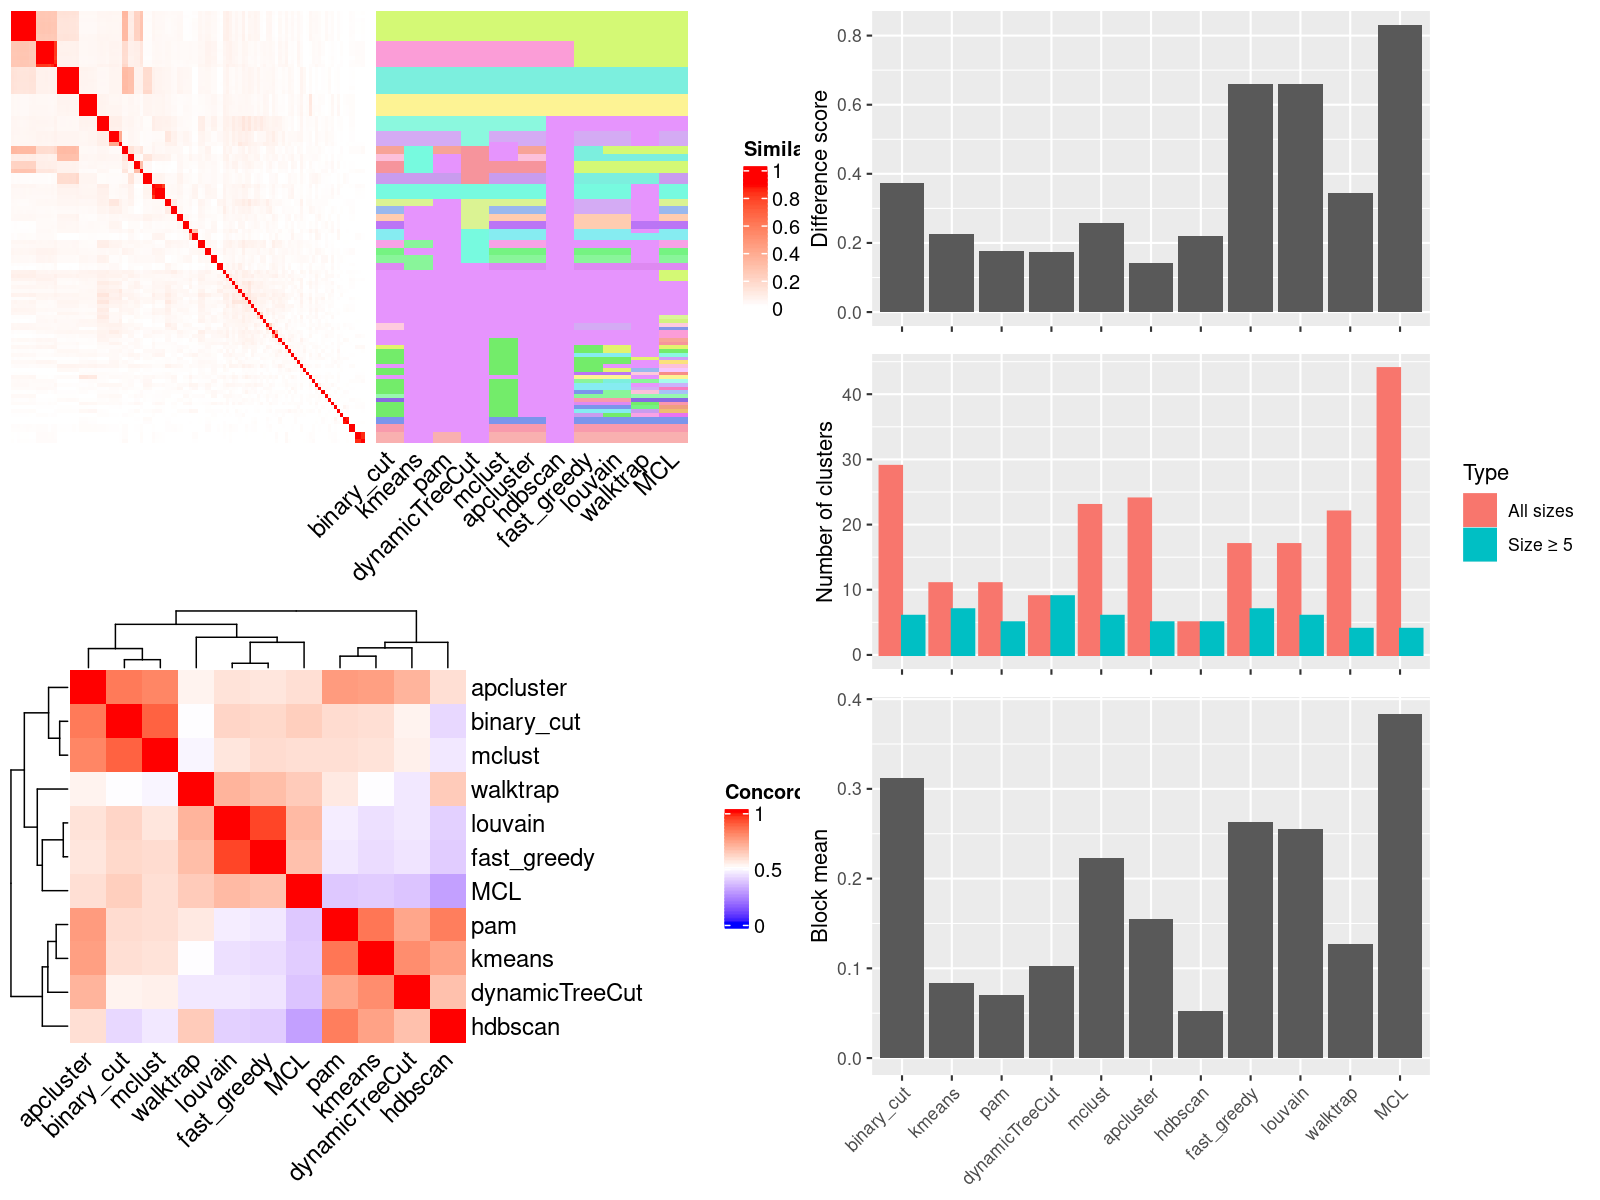 Simila
1
0.8
0.6
0.4
0.2
0
binary_cut
kmeans
pam
dynamicTreeCut
mclust
apcluster
hdbscan
fast_greedy
louvain
walktrap
MCL
apcluster
binary_cut
mclust
walktrap
louvain
fast_greedy
MCL
pam
kmeans
dynamicTreeCut
hdbscan
apcluster
binary_cut
mclust
walktrap
louvain
fast_greedy
MCL
pam
kmeans
dynamicTreeCut
hdbscan
Concord
1
0.5
0
Difference score
0.8
0.6
0.4
0.2
0.0
Number of clusters
40
30
20
10
0
Type
All sizes
Size ≥ 5
Block mean
0.4
0.3
0.2
0.1
0.0
binary_cut
kmeans
pam
dynamicTreeCut
mclust
apcluster
hdbscan
fast_greedy
louvain
walktrap
MCL